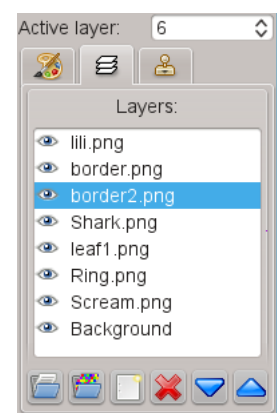 Active layer: 6
Layers:
lili.png
border.png
border2.png
Shark.png
leaf1.png
Ring.png
Scream.png
Background